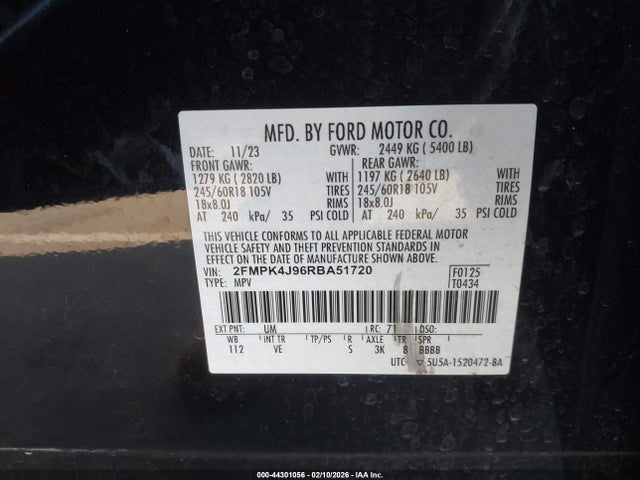 MFD. BY FORD MOTOR CO.
DATE: 11/23 GVWR: 2449 KG ( 5400 LB)
FRONT GAWR: REAR GAWR:
1279 KG ( 2820 LB) WITH 1197 KG ( 2640 LB) WITH
245/60R18 105V TIRES 245/60R18 105V TIRES
18x8.0J RIMS 18x8.0J RIMS
AT 240 kPa/ 35 PSI COLD AT 240 kPa/ 35 PSI COLD
THIS VEHICLE CONFORMS TO ALL APPLICABLE FEDERAL MOTOR
VEHICLE SAFETY AND THEFT PREVENTION STANDARDS IN
EFFECT ON THE DATE OF MANUFACTURE SHOWN ABOVE.
VIN: 2FMPK4J96RBA51720 F0125
TYPE: MPV T0434
EXT PNT: UM RC: 71 DSO:
WB INT TR TP/PS R AXLE TR SPR
112 VE S 3K 8 BBBB
UTC ▽ 5U5A-1520472-BA
000-44301056 - 02/10/2026 - IAA Inc.